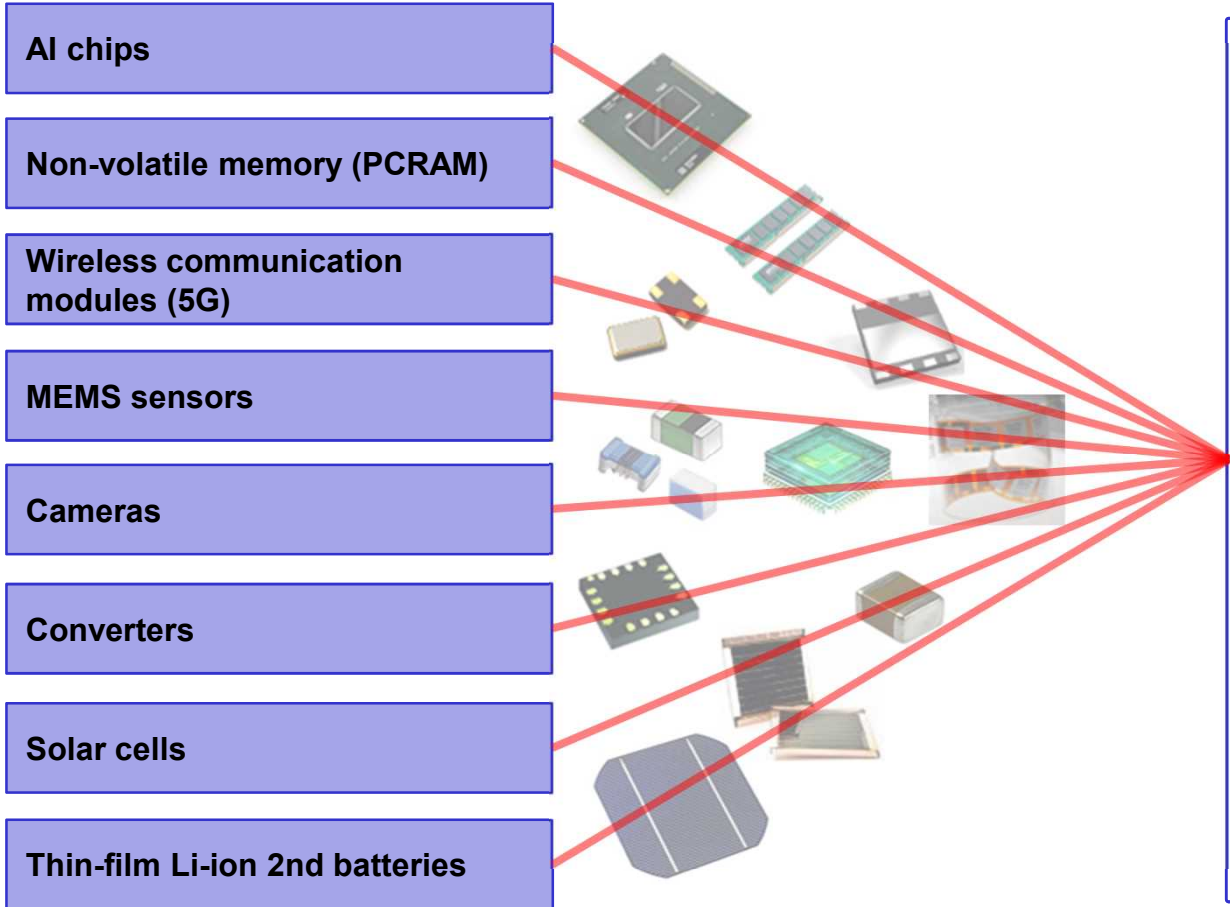 AI chips
Non-volatile memory (PCRAM)
Wireless communication
modules (5G)
MEMS sensors
Cameras
Converters
Solar cells
Thin-film Li-ion 2nd batteries